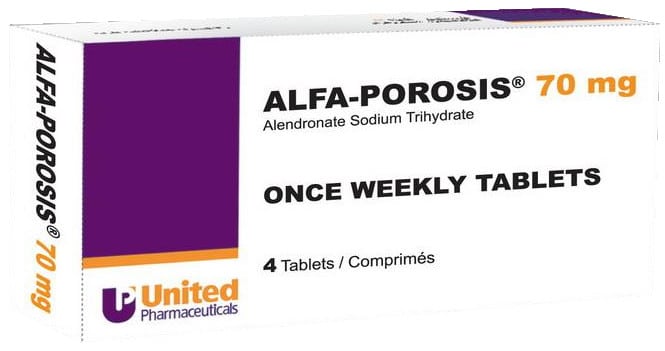 ALFA-POROSIS® 70 mg
Alendronate Sodium Trihydrate
ONCE WEEKLY TABLETS
4 Tablets / Comprimés
United
Pharmaceuticals
ALFA-POROSIS® 70 mg